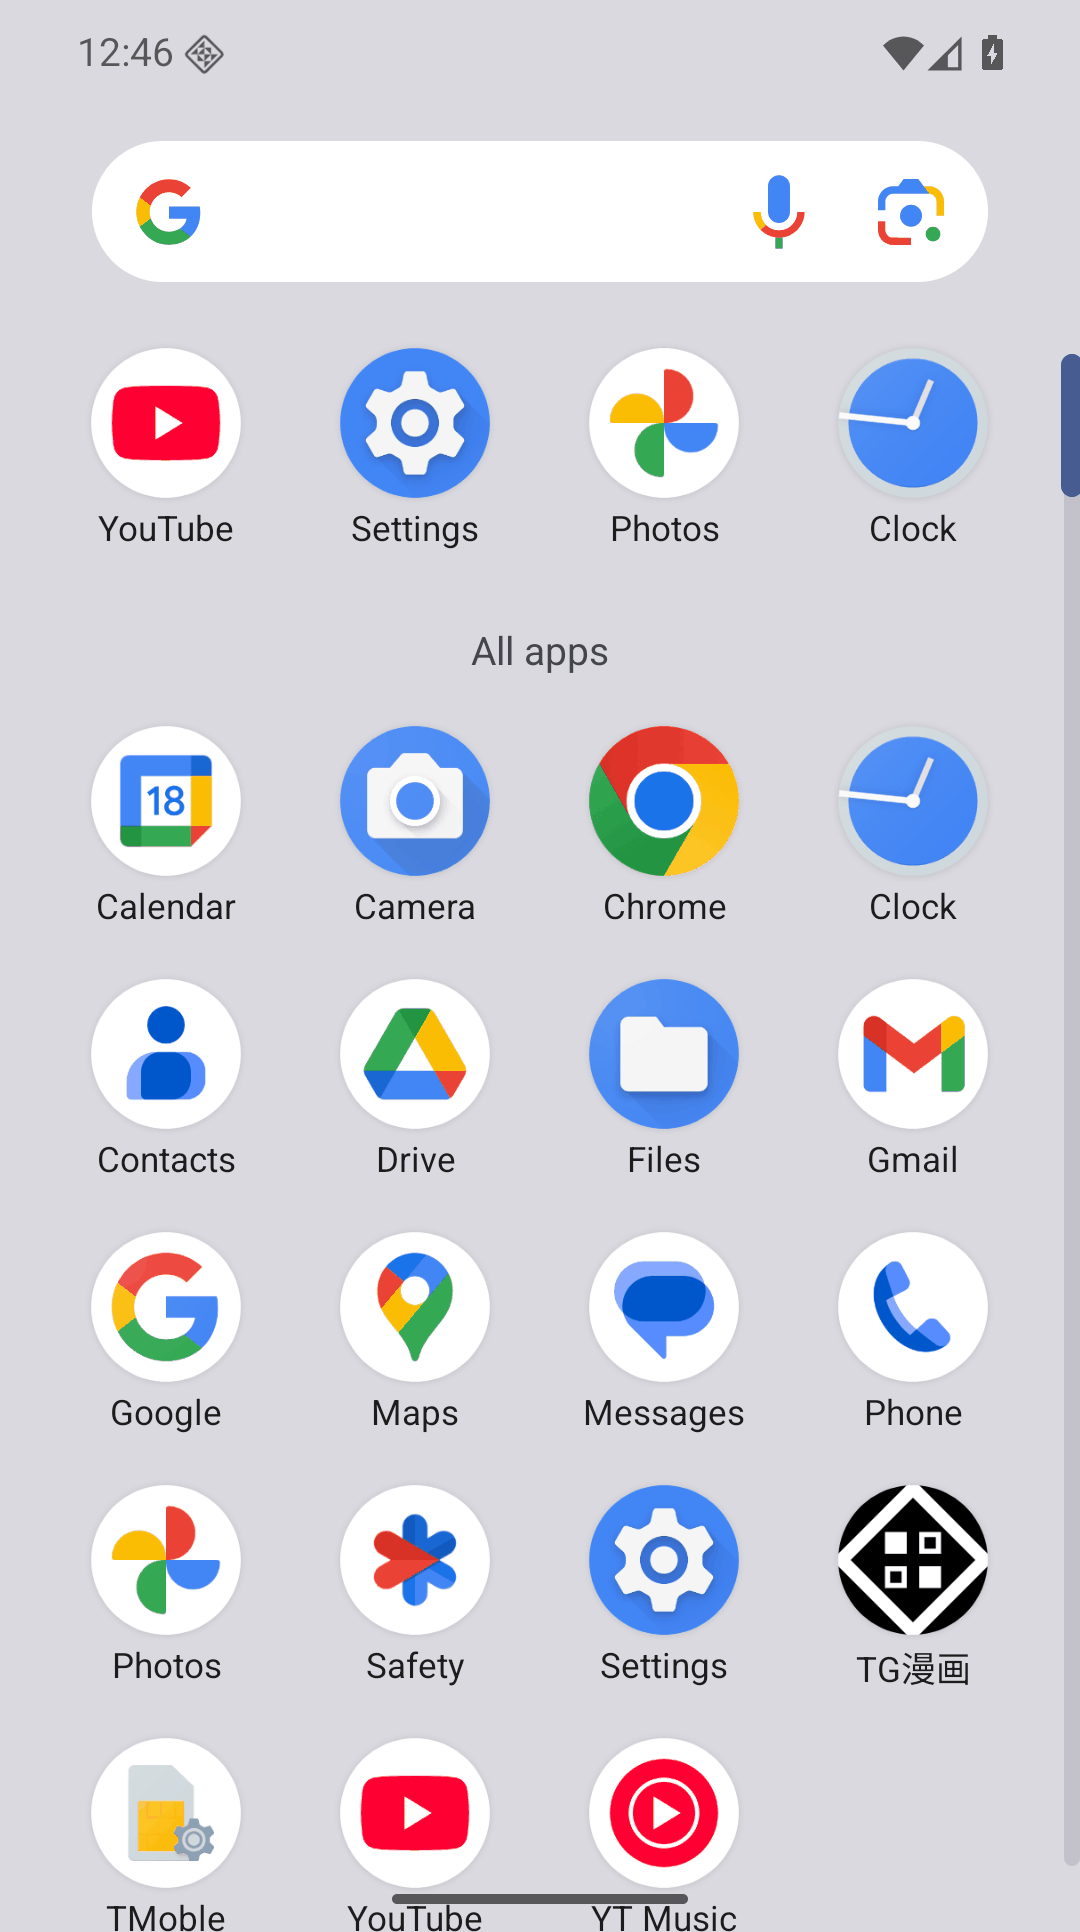 12:46
YouTube Settings Photos Clock
All apps
18
Calendar Camera Chrome Clock
Contacts Drive Files Gmail
Google Maps Messages Phone
Photos Safety Settings TG漫画
TMoble YouTube YT Music